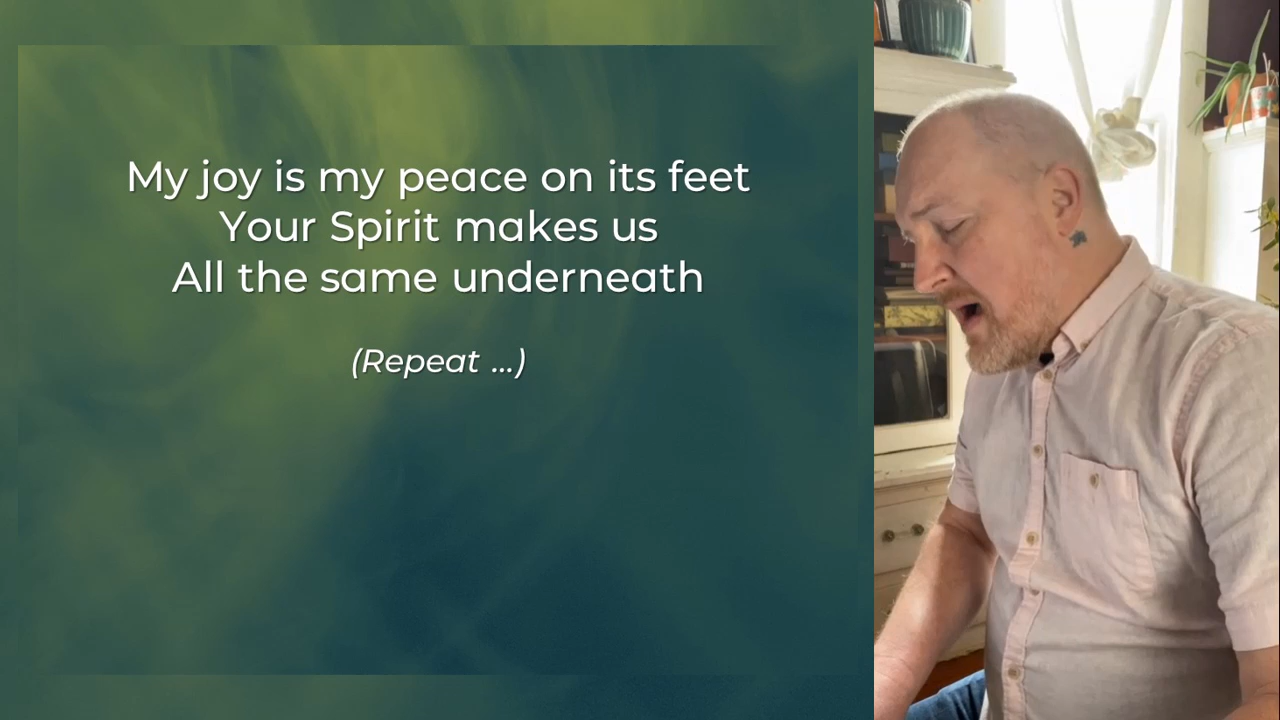 My joy is my peace on its feet
Your Spirit makes us
All the same underneath
(Repeat ...)